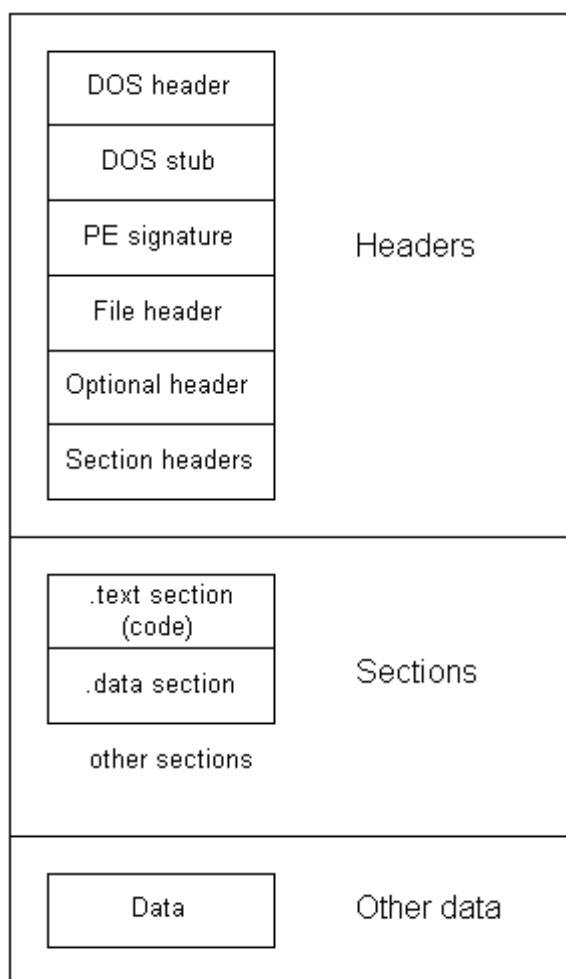 DOS header
DOS stub
PE signature
File header
Optional header
Section headers
Headers
.text section
(code)
.data section
other sections
Sections
Data
Other data